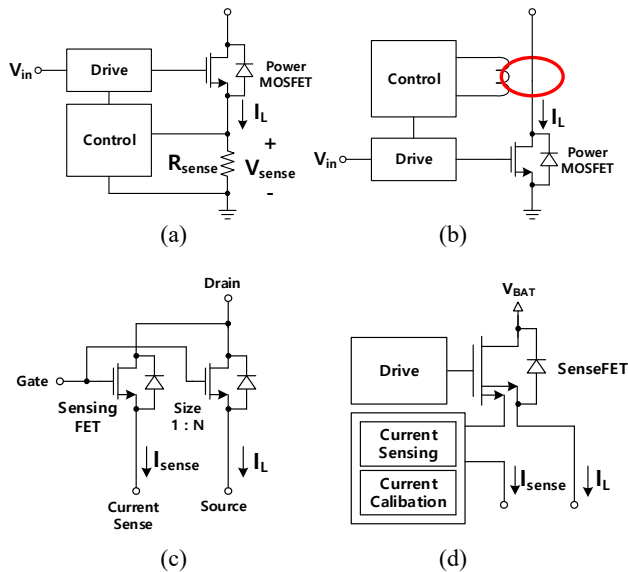 Drive
Power
MOSFET
Vin
Control
IL
+
Rsense
Vsense
-
(a)
Control
IL
Vin
Drive
Power
MOSFET
(b)
Drain
Gate
Sensing
FET
Size
1 : N
Isense
IL
Current
Sense
Source
(c)
VBAT
Drive
SenseFET
Current
Sensing
Current
Calibation
Isense
IL
(d)